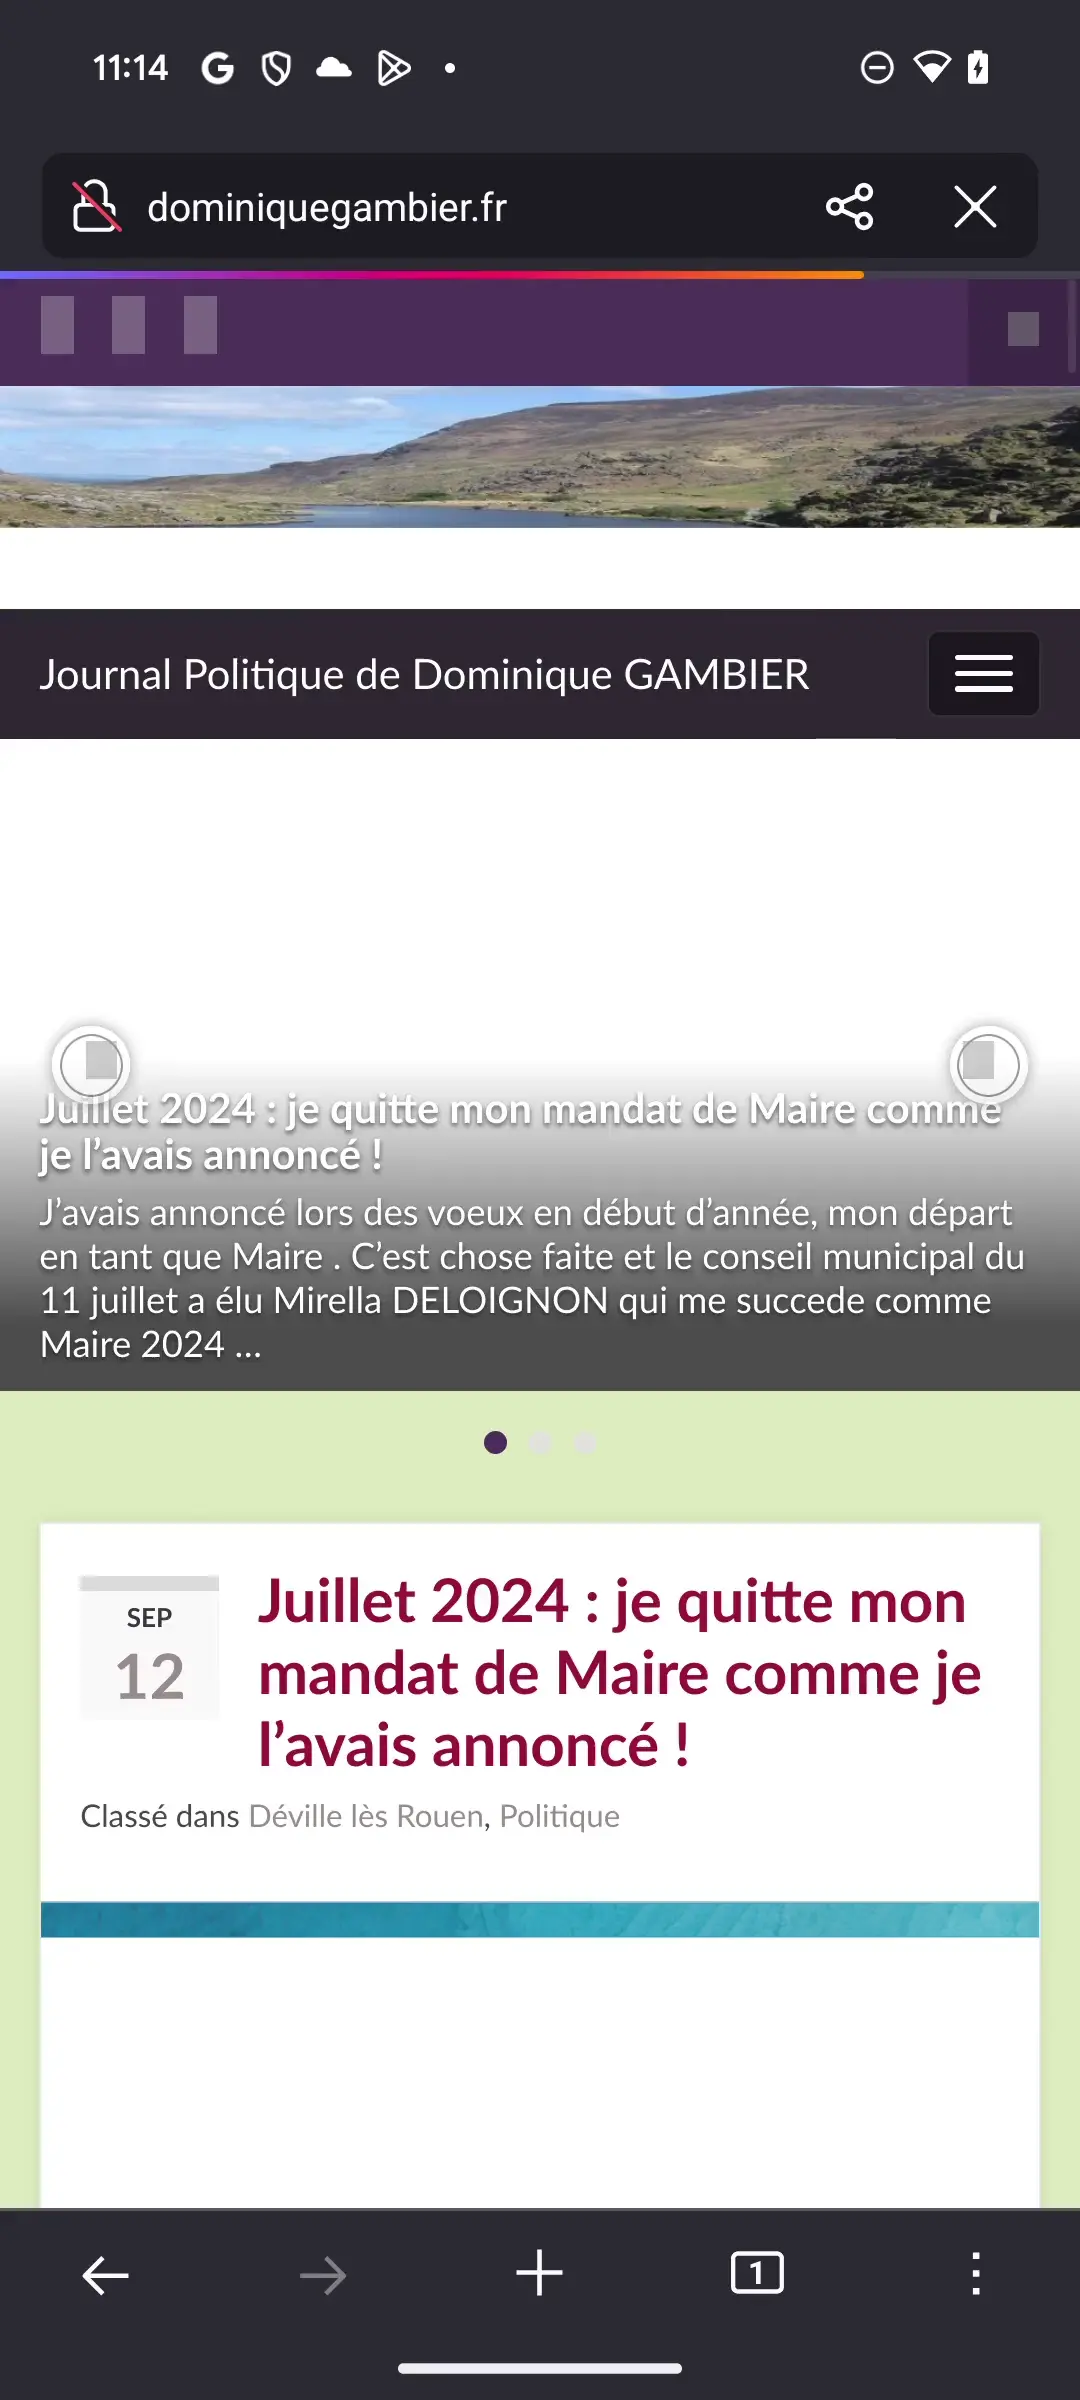 11:14
dominiquegambier.fr
Journal Politique de Dominique GAMBIER
Juillet 2024 : je quitte mon mandat de Maire comme
je l’avais annoncé !
J’avais annoncé lors des voeux en début d’année, mon départ
en tant que Maire . C’est chose faite et le conseil municipal du
11 juillet a élu Mirella DELOIGNON qui me succede comme
Maire 2024 ...
SEP
12
Juillet 2024 : je quitte mon
mandat de Maire comme je
l’avais annoncé !
Classé dans Déville lès Rouen, Politique
1